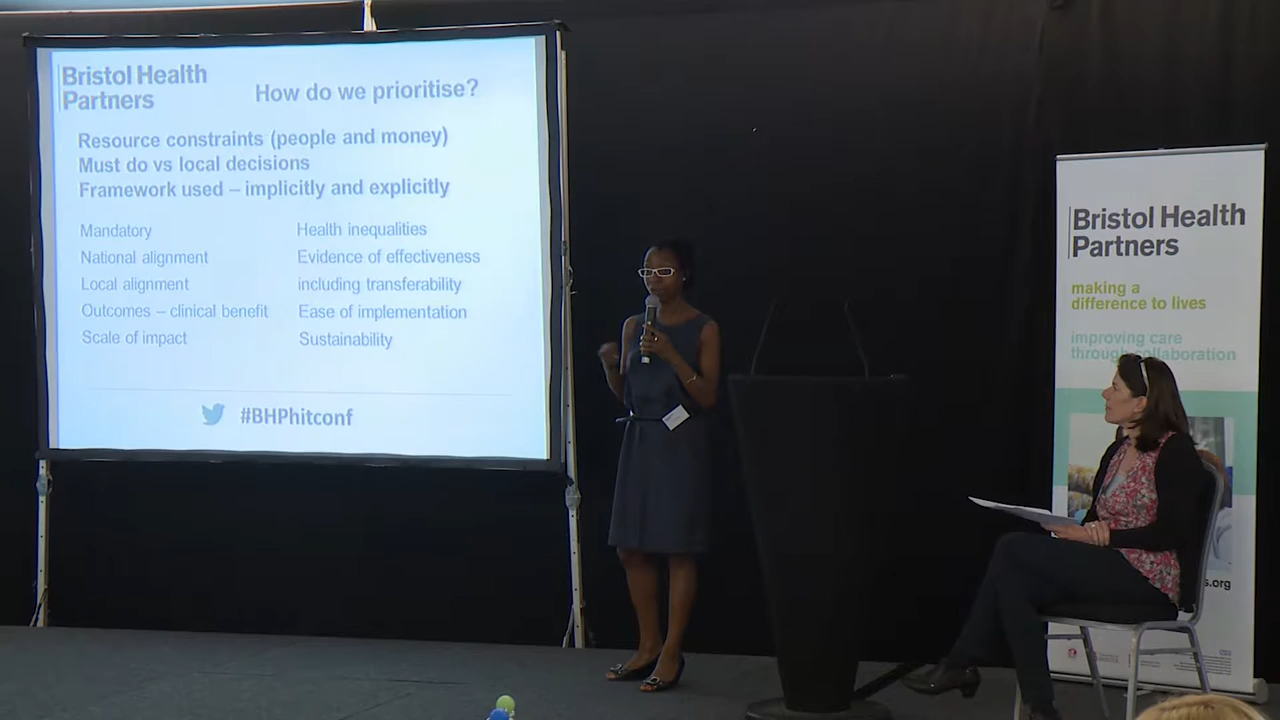 Bristol Health
Partners
How do we prioritise?
Resource constraints (people and money)
Must do vs local decisions
Framework used – implicitly and explicitly
Mandatory
National alignment
Local alignment
Outcomes – clinical benefit
Scale of impact
Health inequalities
Evidence of effectiveness
including transferability
Ease of implementation
Sustainability
#BHPhitconf
Bristol Health
Partners
making a
difference to lives
improving care
through collaboration
s.org